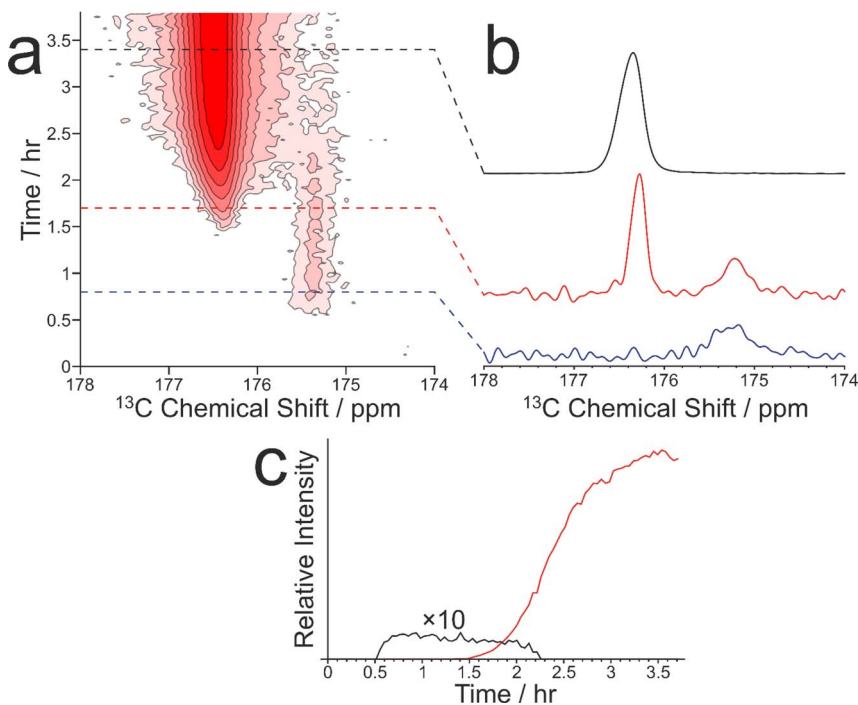 a
3.5
3
2.5
2
1.5
1
0.5
0
Time / hr
178 177 176 175 174
¹³C Chemical Shift / ppm
b
178 177 176 175 174
¹³C Chemical Shift / ppm
c
Relative Intensity
×10
0 0.5 1 1.5 2 2.5 3 3.5
Time / hr